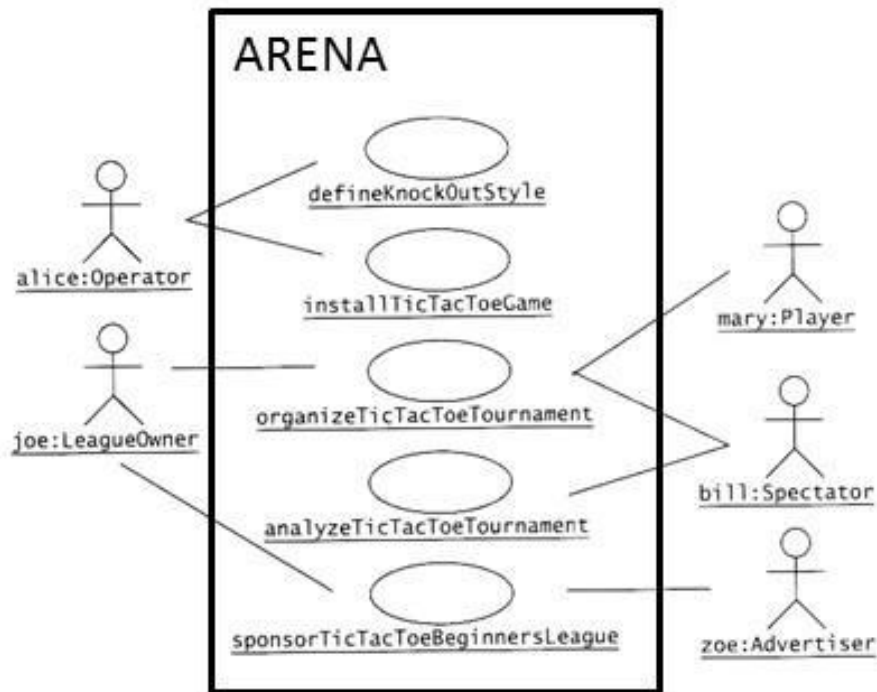 ARENA
defineKnockOutStyle
alice:Operator
installTicTacToeGame
mary:Player
organizeTicTacToeTournament
joe:LeagueOwner
bill:Spectator
analyzeTicTacToeTournament
sponsorTicTacToeBeginnersLeague
zoe:Advertiser